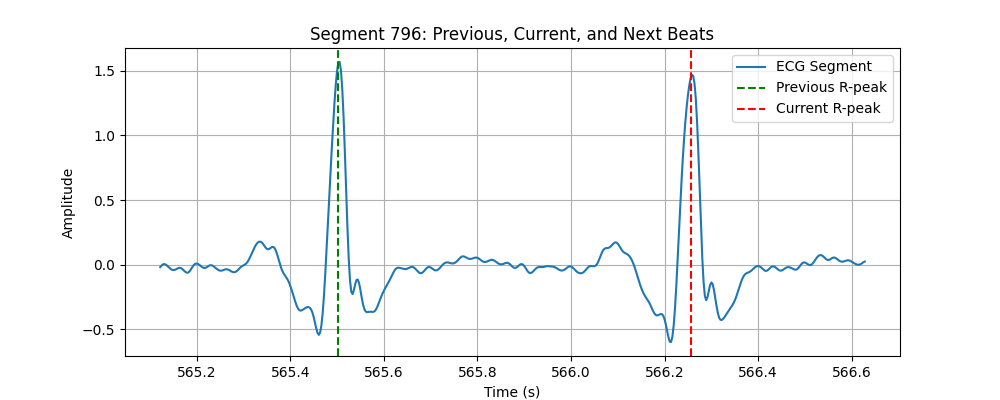 Segment 796: Previous, Current, and Next Beats
ECG Segment
Previous R-peak
Current R-peak
Amplitude
1.5
1.0
0.5
0.0
−0.5
565.2 565.4 565.6 565.8 566.0 566.2 566.4 566.6
Time (s)